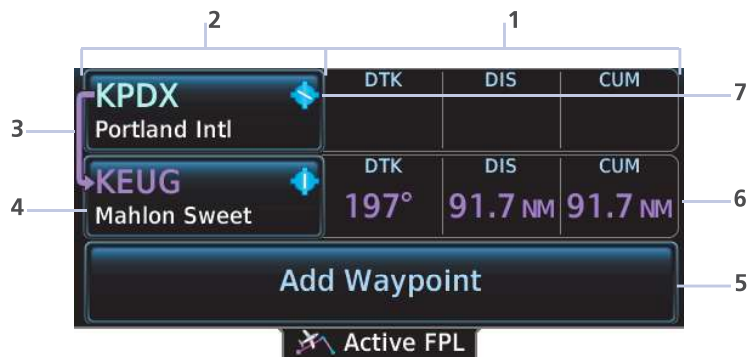 2
1
KPDX
Portland Intl
DTK
DIS
CUM
7
3
KEUG
Mahlon Sweet
DTK
DIS
CUM
197°
91.7 NM
91.7 NM
6
4
Add Waypoint
5
Active FPL